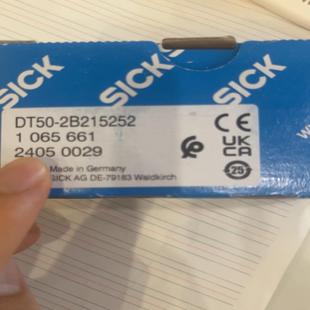 SICK
SICK
SICK
DT50-2B215252
1 065 661
2405 0029
Made in Germany
SICK AG DE-79183 Waldkirch
CE
UK
CA
25